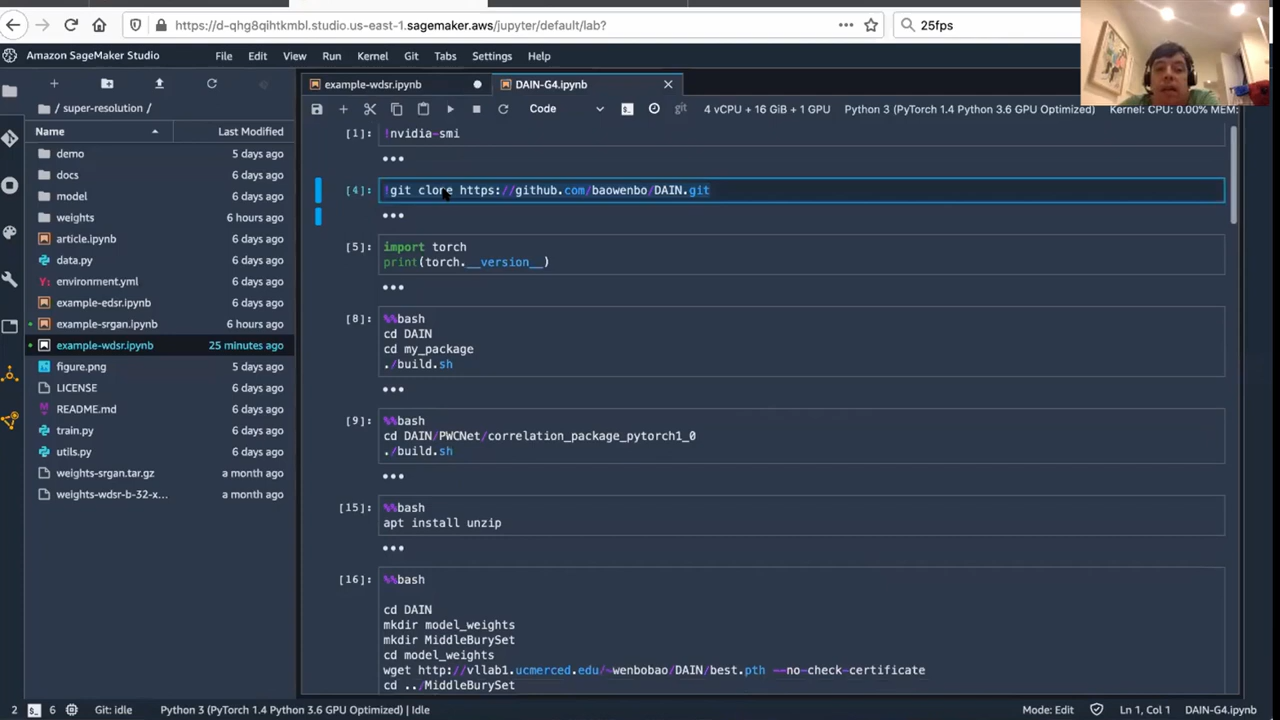 https://d-qhg8qihtkmbl.studio.us-east-1.sagemaker.aws/jupyter/default/lab?
25fps
Amazon SageMaker Studio
File Edit View Run Kernel Git Tabs Settings Help
/ super-resolution /
Name Last Modified
demo 5 days ago
docs 6 days ago
model 6 days ago
weights 6 hours ago
article.ipynb 6 days ago
data.py 6 days ago
environment.yml 6 days ago
example-edsr.ipynb 6 days ago
example-srgan.ipynb 6 hours ago
example-wdsr.ipynb 25 minutes ago
figure.png 6 days ago
LICENSE 6 days ago
README.md 6 days ago
train.py 6 days ago
utils.py 6 days ago
weights-srgan.tar.gz a month ago
weights-wdsr-b-32-x... a month ago
example-wdsr.ipynb
DAIN-G4.ipynb
Code
git
4 vCPU + 16 GiB + 1 GPU
Python 3 (PyTorch 1.4 Python 3.6 GPU Optimized)
Kernel: CPU: 0.00% MEM:
[1]: !nvidia-smi
[4]: !git clone https://github.com/baowenbo/DAIN.git
[5]: import torch
print(torch.__version__)
[8]: %%bash
cd DAIN
cd my_package
./build.sh
[9]: %%bash
cd DAIN/PWCNet/correlation_package_pytorch1_0
./build.sh
[15]: %%bash
apt install unzip
[16]: %%bash
cd DAIN
mkdir model_weights
mkdir MiddleBurySet
cd model_weights
wget http://vllab1.ucmerced.edu/~wenbobao/DAIN/best.pth --no-check-certificate
cd ../MiddleBurySet
2 6 Git: idle Python 3 (PyTorch 1.4 Python 3.6 GPU Optimized) | Idle
Mode: Edit Ln 1, Col 1 DAIN-G4.ipynb